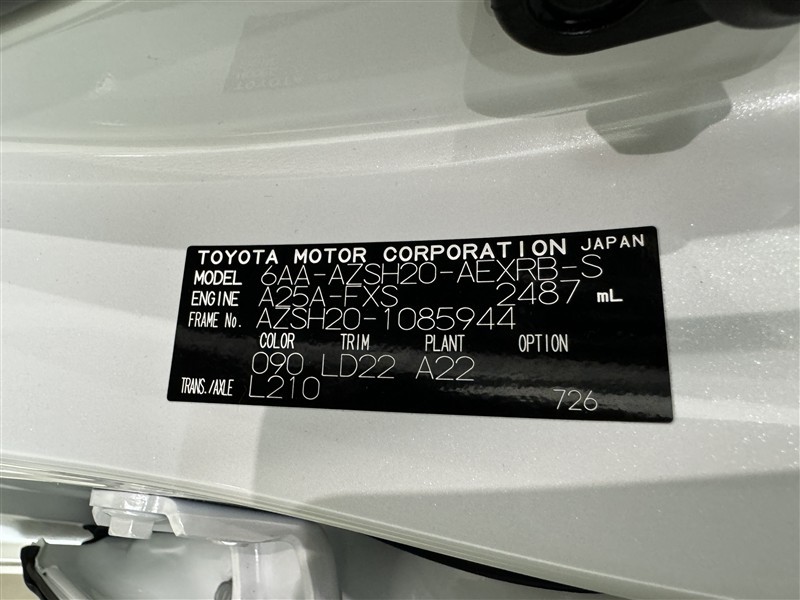 TOYOTA MOTOR CORPORATION JAPAN
MODEL 6AA-AZSH20-AEXRB-S
ENGINE A25A-FXS 2487 mL
FRAME No. AZSH20-1085944
COLOR TRIM PLANT OPTION
090 LD22 A22
TRANS./AXLE L210
726